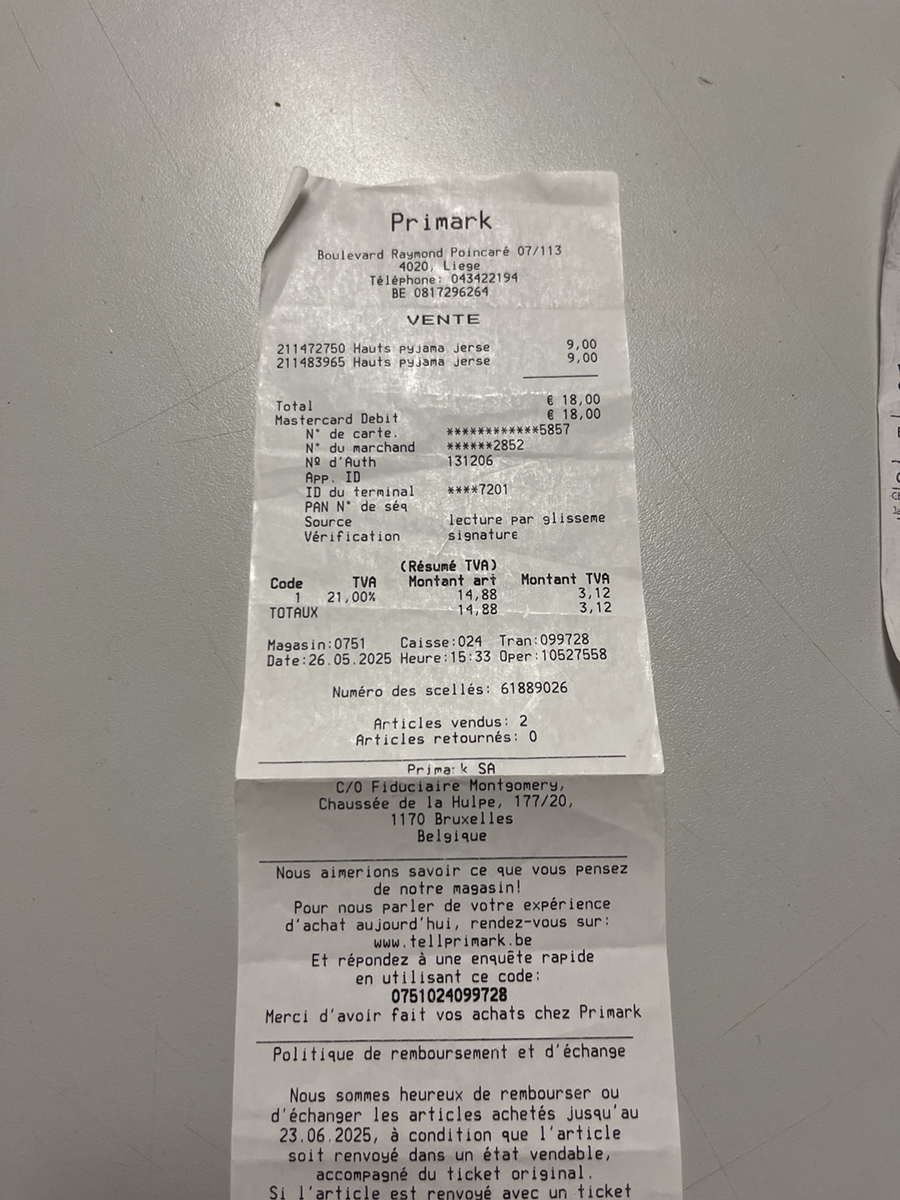 Primark
Boulevard Raymond Poincaré 07/113
4020, Liege
Téléphone: 043422194
BE 0817296264
VENTE
211472750 Hauts pyjama jerse 9,00
211483965 Hauts pyjama jerse 9,00
Total € 18,00
Mastercard Debit € 18,00
N° de carte. ************5857
N° du marchand ******2852
Nº d'Auth 131206
App. ID
ID du terminal ****7201
PAN N° de séq
Source lecture par glisseme
Vérification signature
(Résumé TVA)
Code TVA Montant art Montant TVA
1 21,00% 14,88 3,12
TOTAUX 14,88 3,12
Magasin:0751 Caisse:024 Tran:099728
Date:26.05.2025 Heure:15:33 Oper:10527558
Numéro des scellés: 61889026
Articles vendus: 2
Articles retournés: 0
Primark SA
C/O Fiduciaire Montgomery,
Chaussée de la Hulpe, 177/20,
1170 Bruxelles
Belgique
Nous aimerions savoir ce que vous pensez
de notre magasin!
Pour nous parler de votre expérience
d'achat aujourd'hui, rendez-vous sur:
www.tellprimark.be
Et répondez à une enquête rapide
en utilisant ce code:
0751024099728
Merci d'avoir fait vos achats chez Primark
Politique de remboursement et d'échange
Nous sommes heureux de rembourser ou
d'échanger les articles achetés jusqu'au
23.06.2025, à condition que l'article
soit renvoyé dans un état vendable,
accompagné du ticket original.
Si l'article est renvoyé avec un ticket